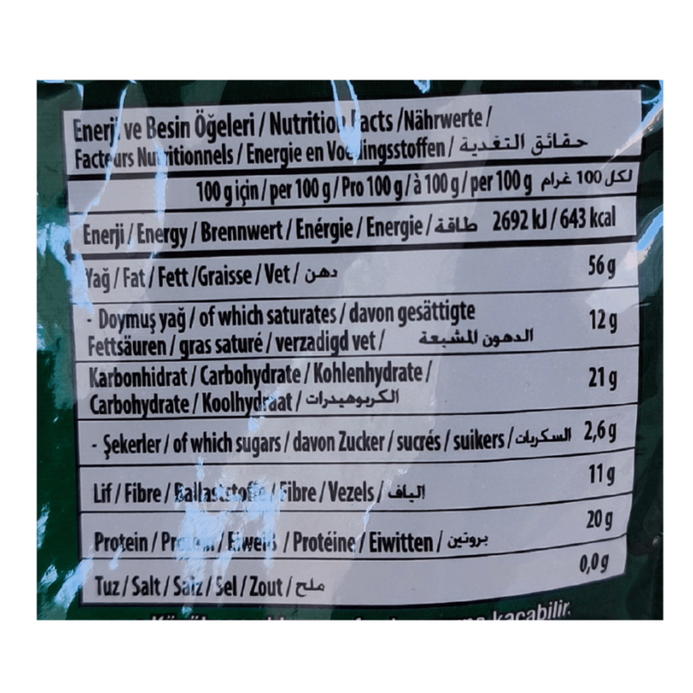 Enerji ve Besin Öğeleri / Nutrition Facts / Nährwerte /
Facteurs Nutritionnels / Energie en Voedingsstoffen / حقائق التغذية
100 g için / per 100 g / Pro 100 g / à 100 g / per 100 g لكل 100 غرام
Enerji / Energy / Brennwert / Enérgie / Energie / طاقة 2692 kJ / 643 kcal
Yağ / Fat / Fett / Graisse / Vet / دهن 56 g
- Doymuş yağ / of which saturates / davon gesättigte
Fettsäuren / gras saturé / verzadigd vet / الدهون المشبعة 12 g
Karbonhidrat / Carbohydrate / Kohlenhydrate /
Carbohydrate / Koolhydraat / الكربوهيدرات 21 g
- Şekerler / of which sugars / davon Zucker / sucrés / suikers / السكريات 2,6 g
Lif / Fibre / Ballaststoffe / Fibre / Vezels / الياف 11 g
Protein / Protein / Eiweiß / Protéine / Eiwitten / بروتين 20 g
Tuz / Salt / Salz / Sel / Zout / ملح 0,0 g
kaçabilir.